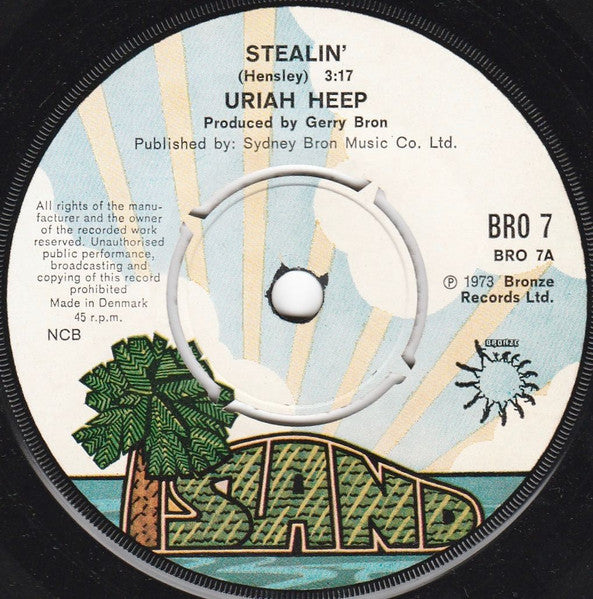 STEALIN'
(Hensley) 3:17
URIAH HEEP
Produced by Gerry Bron
Published by: Sydney Bron Music Co. Ltd.
All rights of the manu-
facturer and the owner
of the recorded work
reserved. Unauthorised
public performance,
broadcasting and
copying of this record
prohibited
Made in Denmark
45 r.p.m.
NCB
BRO 7
BRO 7A
℗ 1973 Bronze
Records Ltd.
BRONZE
ISLAND